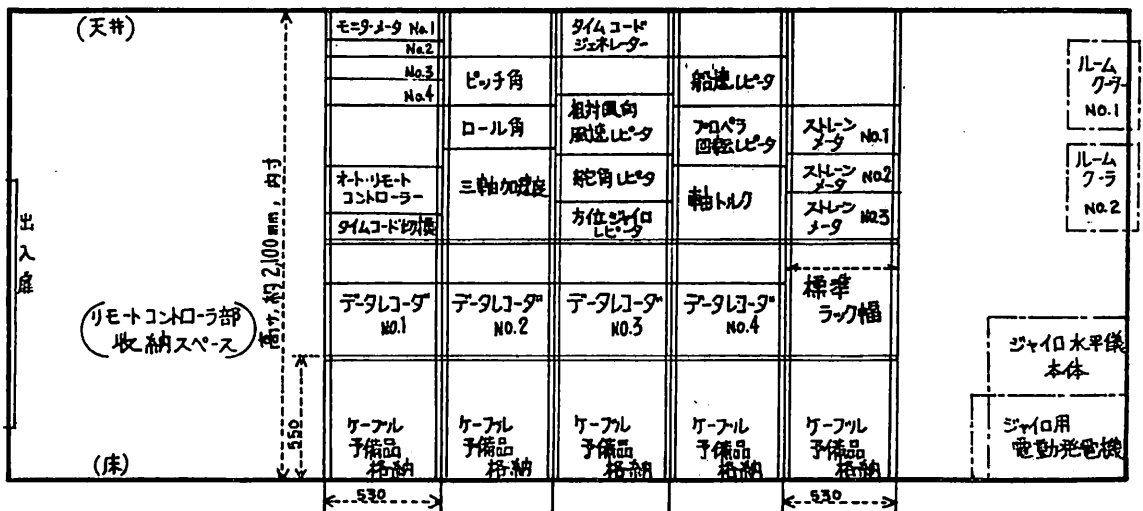 (天井)
出入扉
(リモートコントローラ部
収納スペース)
(床)
高サ,約2,100mm,内寸
550
モニタ・メータ No.1
No.2
No.3
No.4
オート・リモート
コントローラー
タイムコード切換
データレコーダ
NO.1
ケーブル
予備品
格納
530
ピッチ角
ロール角
三軸加速度
データレコーダ
NO.2
ケーブル
予備品
格納
タイムコード
ジェネレーター
相対風向
風速レピータ
舵角レピータ
方位ジャイロ
レピータ
データレコーダ
NO.3
ケーブル
予備品
格納
船速レピータ
プロペラ
回転レピータ
軸トルク
データレコーダ
NO.4
ケーブル
予備品
格納
ストレーン
メータ NO.1
ストレーン
メータ NO.2
ストレーン
メータ NO.3
標準
ラック幅
ケーブル
予備品
格納
530
ルーム
クーラー
NO.1
ルーム
クーラ
NO.2
ジャイロ水平儀
本体
ジャイロ用
電動発電機